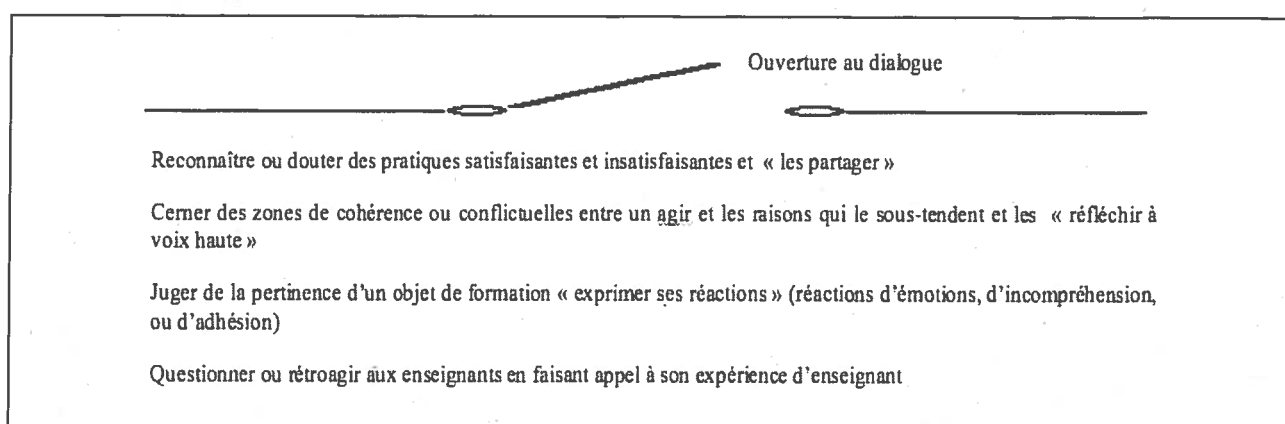 Ouverture au dialogue
Reconnaître ou douter des pratiques satisfaisantes et insatisfaisantes et « les partager »
Cerner des zones de cohérence ou conflictuelles entre un agir et les raisons qui le sous-tendent et les « réfléchir à
voix haute »
Juger de la pertinence d'un objet de formation « exprimer ses réactions » (réactions d'émotions, d'incompréhension,
ou d'adhésion)
Questionner ou rétroagir aux enseignants en faisant appel à son expérience d'enseignant